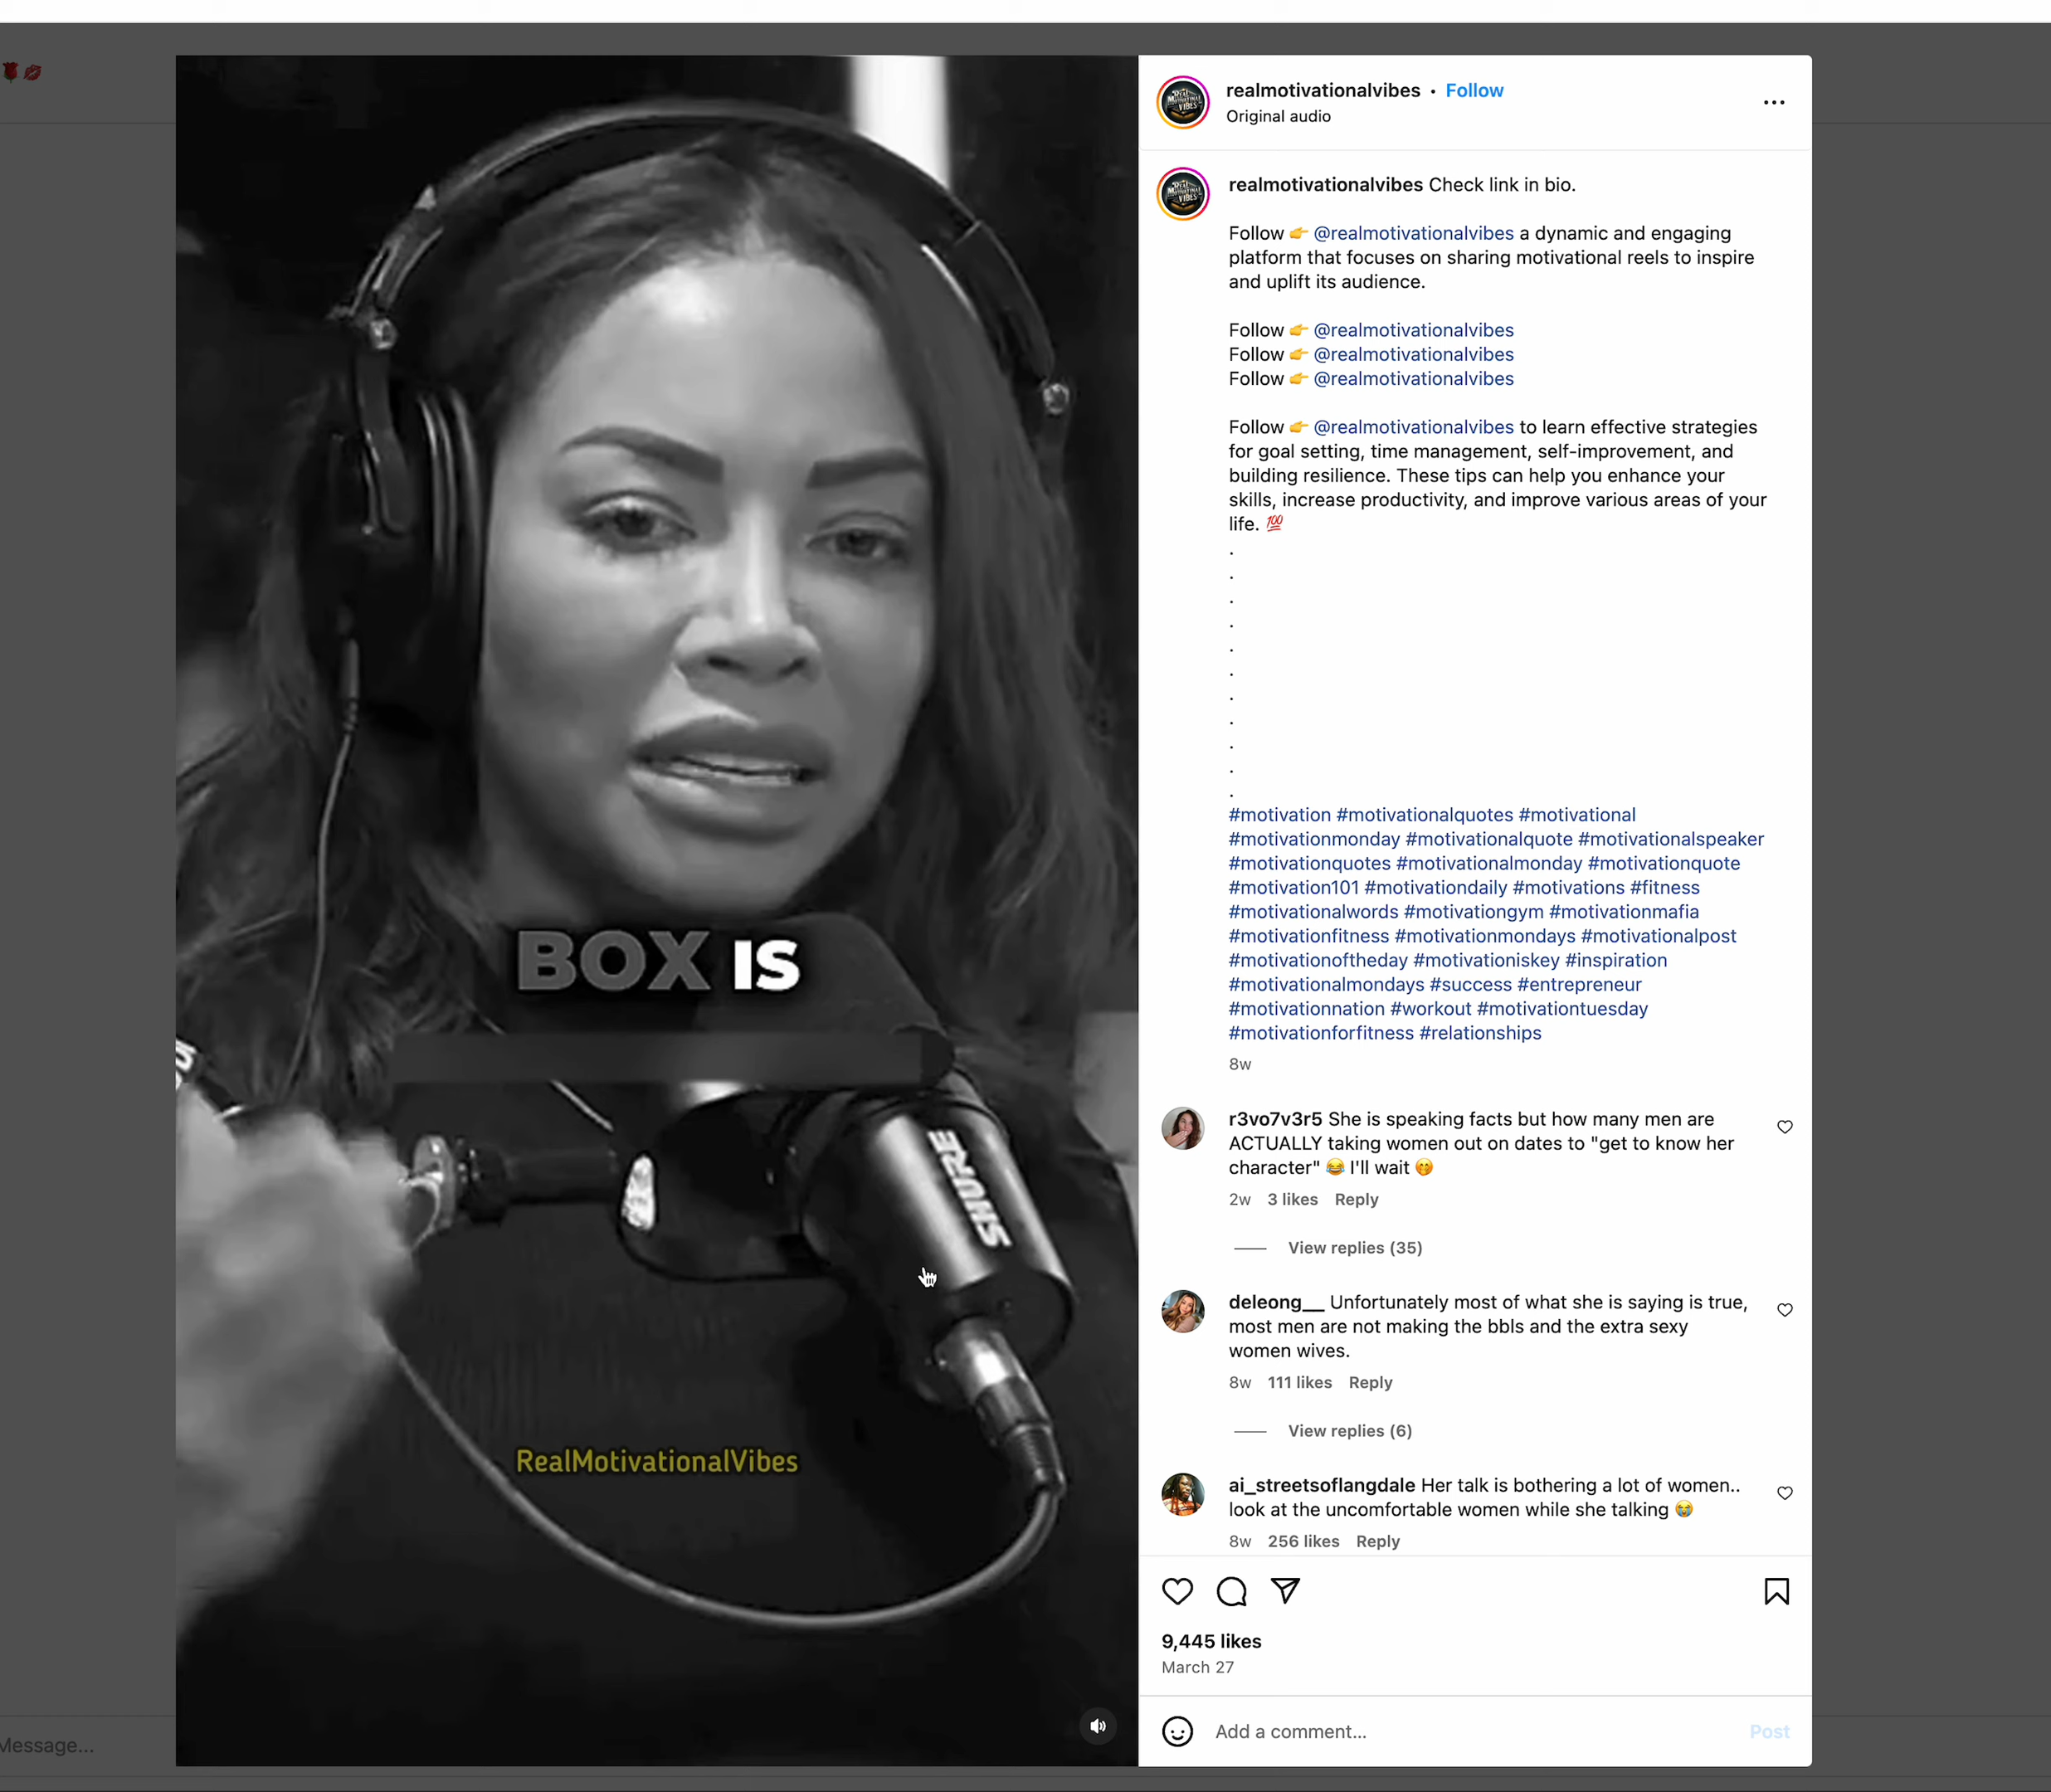 realmotivationalvibes • Follow
Original audio
realmotivationalvibes Check link in bio.
Follow 👉 @realmotivationalvibes a dynamic and engaging
platform that focuses on sharing motivational reels to inspire
and uplift its audience.
Follow 👉 @realmotivationalvibes
Follow 👉 @realmotivationalvibes
Follow 👉 @realmotivationalvibes
Follow 👉 @realmotivationalvibes to learn effective strategies
for goal setting, time management, self-improvement, and
building resilience. These tips can help you enhance your
skills, increase productivity, and improve various areas of your
life. 💯
.
.
.
.
.
.
.
.
.
.
.
#motivation #motivationalquotes #motivational
#motivationmonday #motivationalquote #motivationalspeaker
#motivationquotes #motivationalmonday #motivationquote
#motivation101 #motivationdaily #motivations #fitness
#motivationalwords #motivationgym #motivationmafia
#motivationfitness #motivationmondays #motivationalpost
#motivationoftheday #motivationiskey #inspiration
#motivationalmondays #success #entrepreneur
#motivationnation #workout #motivationtuesday
#motivationforfitness #relationships
8w
r3vo7v3r5 She is speaking facts but how many men are
ACTUALLY taking women out on dates to "get to know her
character" 😂 I'll wait 🤭
2w 3 likes Reply
View replies (35)
deleong__ Unfortunately most of what she is saying is true,
most men are not making the bbls and the extra sexy
women wives.
8w 111 likes Reply
View replies (6)
ai_streetsoflangdale Her talk is bothering a lot of women..
look at the uncomfortable women while she talking 😭
8w 256 likes Reply
9,445 likes
March 27
Add a comment...
Post
BOX IS
SHURE
RealMotivationalVibes
Message...